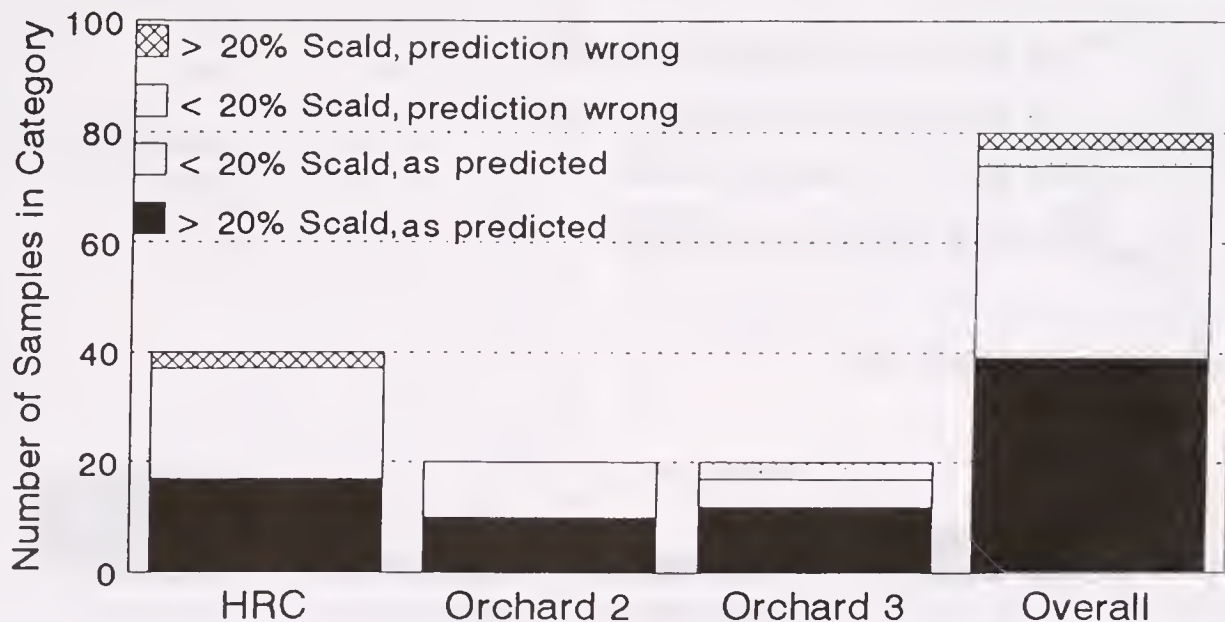 Number of Samples in Category
100
80
60
40
20
0
> 20% Scald, prediction wrong
< 20% Scald, prediction wrong
< 20% Scald, as predicted
> 20% Scald, as predicted
HRC
Orchard 2
Orchard 3
Overall